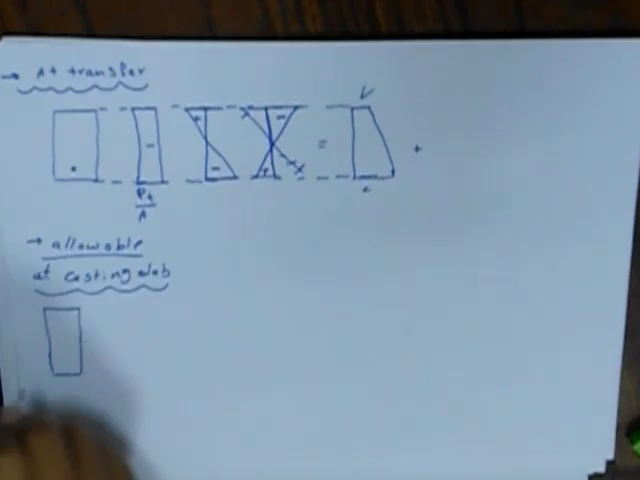 → At transfer
+ - - + - = +
Pt
A
→ allowable
at casting slab